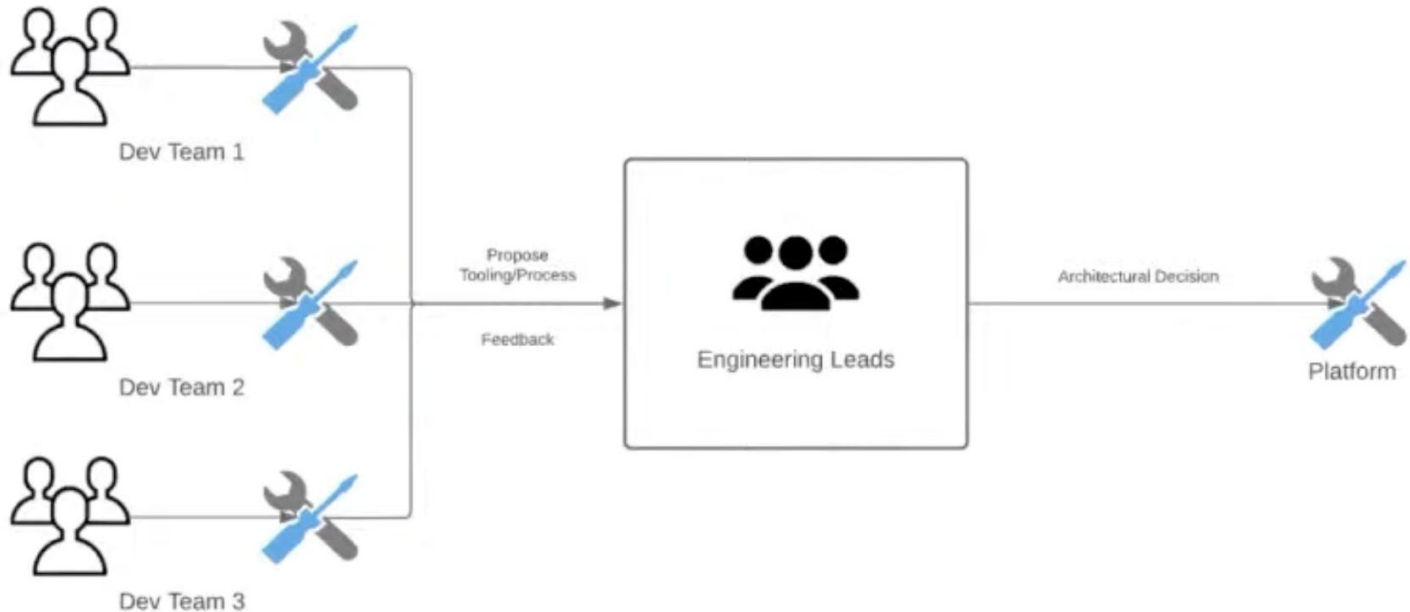 Dev Team 1
Propose
Tooling/Process
Feedback
Dev Team 2
Engineering Leads
Architectural Decision
Platform
Dev Team 3